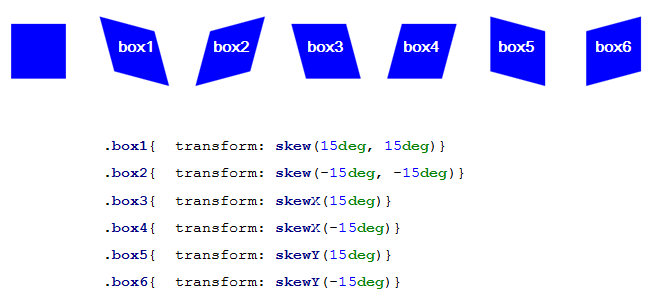 box1 box2 box3 box4 box5 box6
.box1{  transform: skew(15deg, 15deg)}
.box2{  transform: skew(-15deg, -15deg)}
.box3{  transform: skewX(15deg)}
.box4{  transform: skewX(-15deg)}
.box5{  transform: skewY(15deg)}
.box6{  transform: skewY(-15deg)}